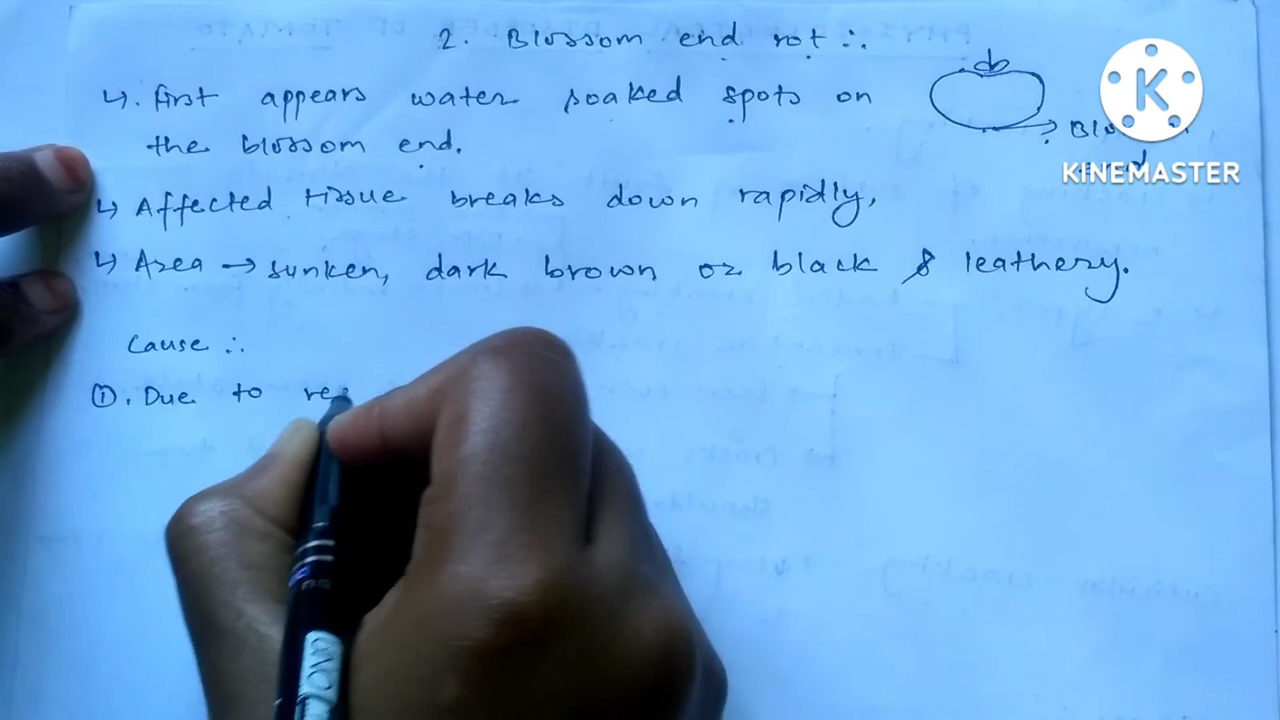 2. Blossom end rot :.
↳. First appears water soaked spots on
the blossom end.
↳ Affected tissue breaks down rapidly,
↳ Area → sunken, dark brown or black & leathery.
Cause :.
①. Due to
KINEMASTER